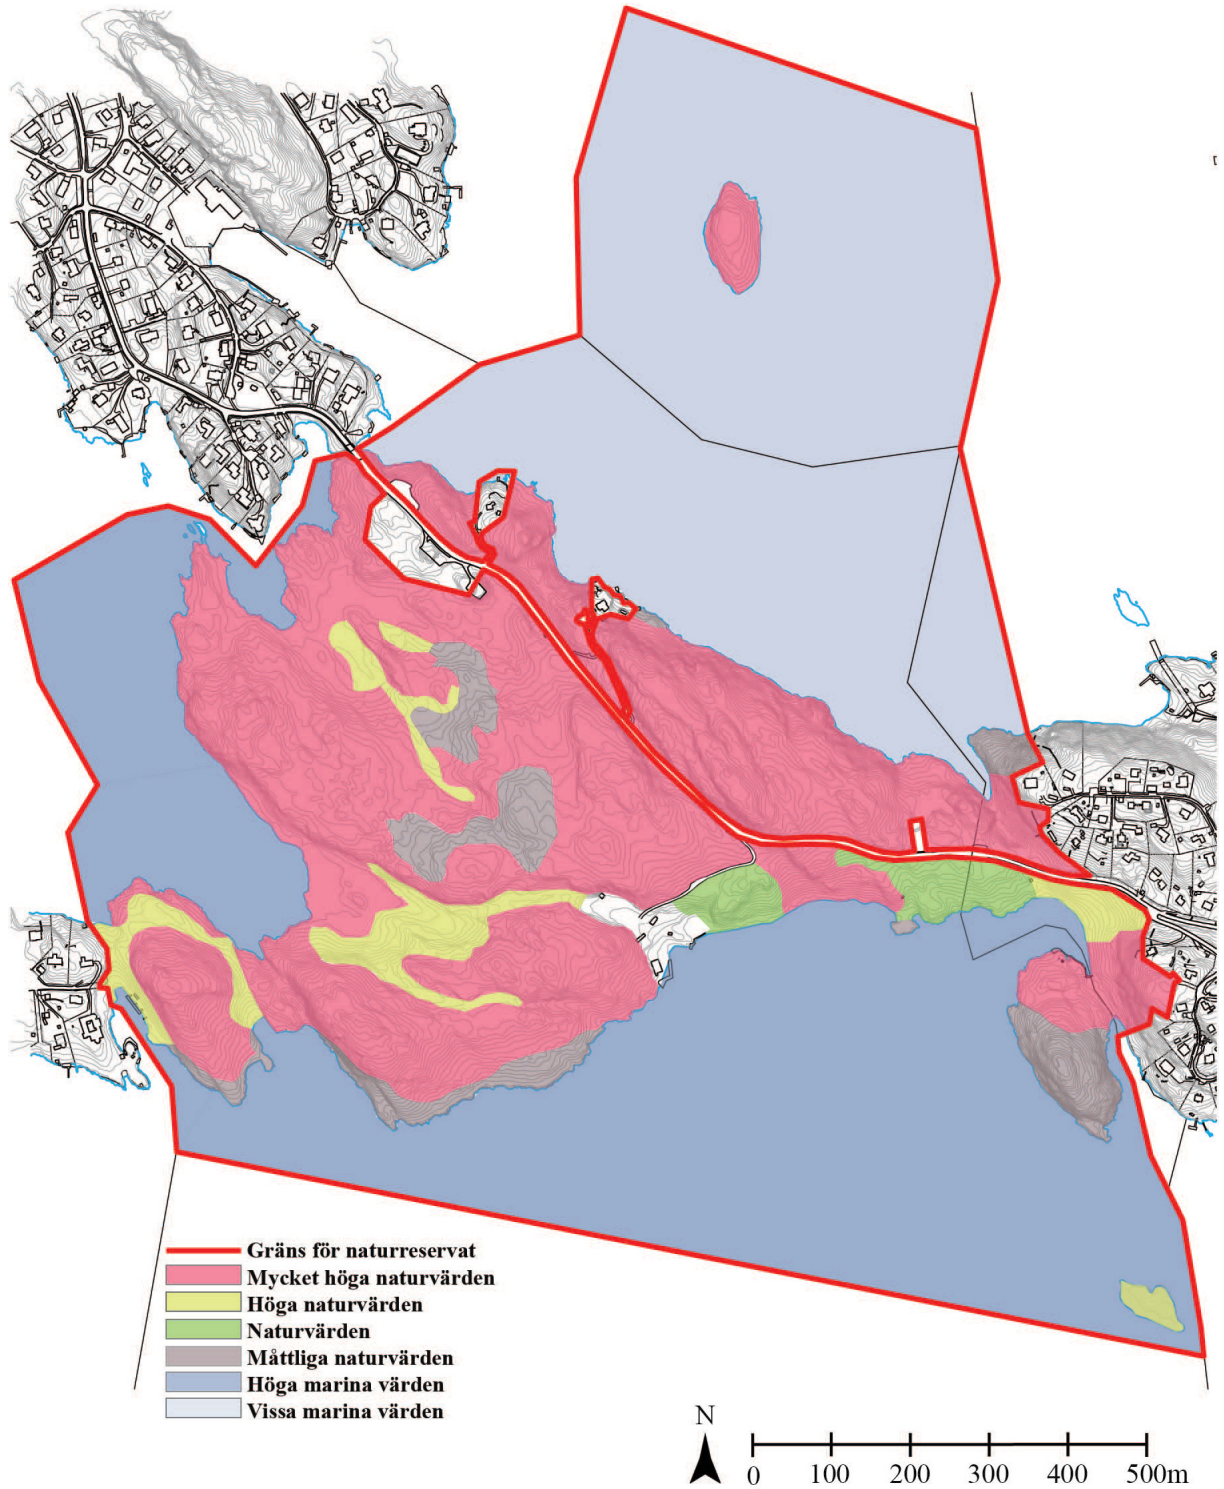 Gräns för naturreservat
Mycket höga naturvärden
Höga naturvärden
Naturvärden
Måttliga naturvärden
Höga marina värden
Vissa marina värden
N
0 100 200 300 400 500m